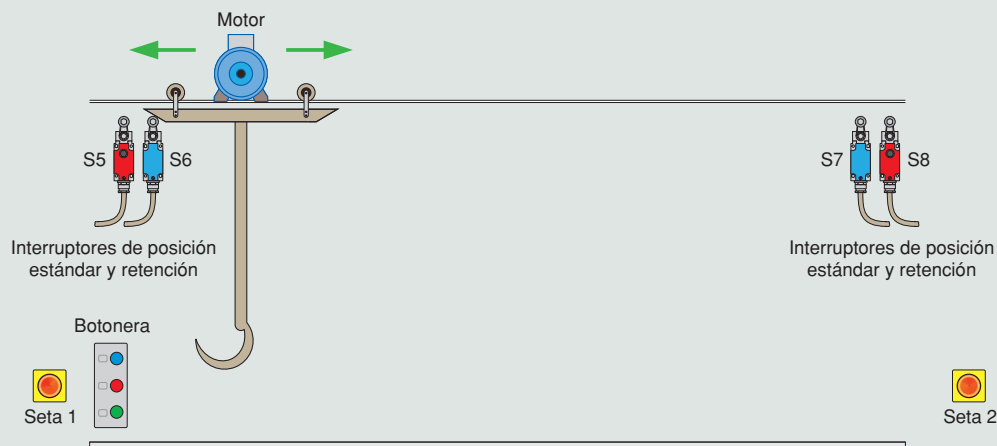 Motor
S5
S6
S7
S8
Interruptores de posición
estándar y retención
Interruptores de posición
estándar y retención
Botonera
Seta 1
Seta 2